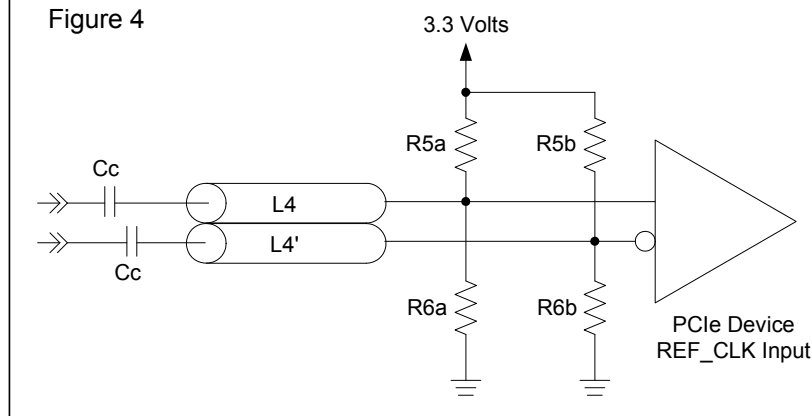 Figure 4
3.3 Volts
R5a
R5b
Cc
L4
L4'
Cc
R6a
R6b
PCIe Device
REF_CLK Input